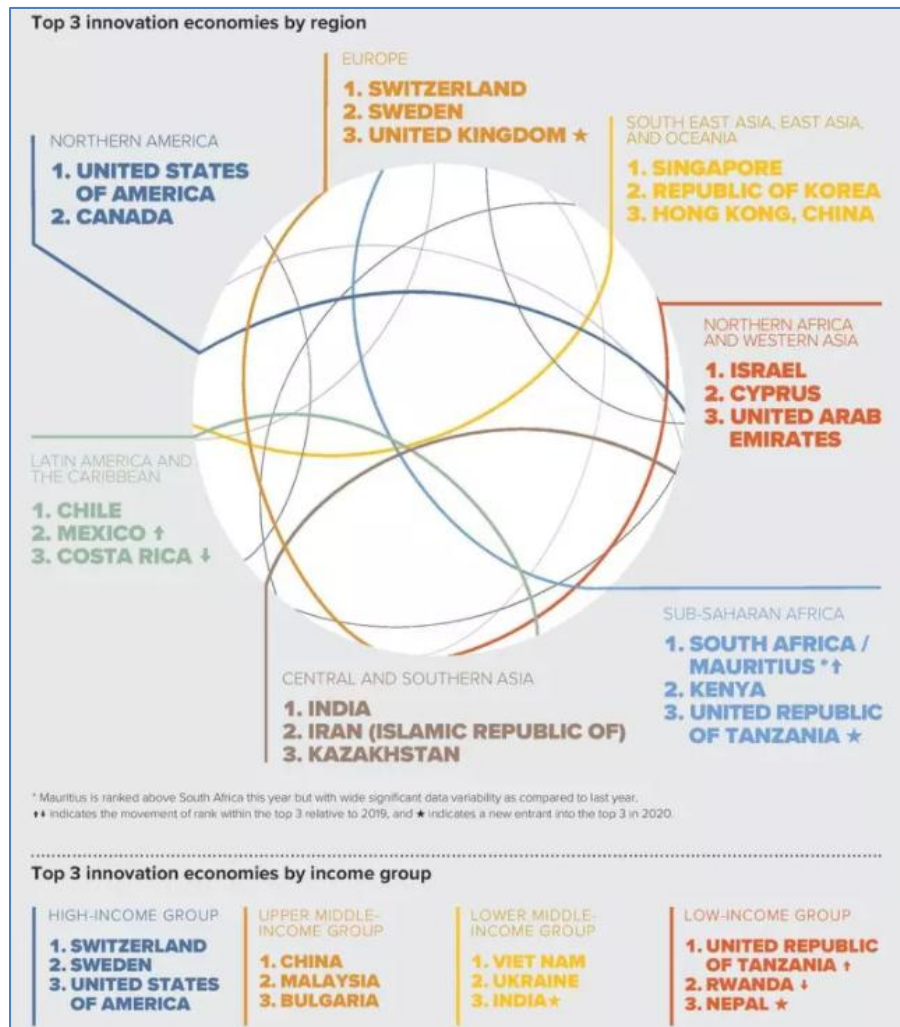 Top 3 innovation economies by region
EUROPE
1. SWITZERLAND
2. SWEDEN
3. UNITED KINGDOM ★
NORTHERN AMERICA
1. UNITED STATES
OF AMERICA
2. CANADA
SOUTH EAST ASIA, EAST ASIA,
AND OCEANIA
1. SINGAPORE
2. REPUBLIC OF KOREA
3. HONG KONG, CHINA
NORTHERN AFRICA
AND WESTERN ASIA
1. ISRAEL
2. CYPRUS
3. UNITED ARAB
EMIRATES
LATIN AMERICA AND
THE CARIBBEAN
1. CHILE
2. MEXICO ↑
3. COSTA RICA ↓
SUB-SAHARAN AFRICA
1. SOUTH AFRICA /
MAURITIUS *↑
2. KENYA
3. UNITED REPUBLIC
OF TANZANIA ★
CENTRAL AND SOUTHERN ASIA
1. INDIA
2. IRAN (ISLAMIC REPUBLIC OF)
3. KAZAKHSTAN
* Mauritius is ranked above South Africa this year but with wide significant data variability as compared to last year.
↑↓ indicates the movement of rank within the top 3 relative to 2019, and ★ indicates a new entrant into the top 3 in 2020.
Top 3 innovation economies by income group
HIGH-INCOME GROUP
1. SWITZERLAND
2. SWEDEN
3. UNITED STATES
OF AMERICA
UPPER MIDDLE-
INCOME GROUP
1. CHINA
2. MALAYSIA
3. BULGARIA
LOWER MIDDLE-
INCOME GROUP
1. VIET NAM
2. UKRAINE
3. INDIA ★
LOW-INCOME GROUP
1. UNITED REPUBLIC
OF TANZANIA ↑
2. RWANDA ↓
3. NEPAL ★